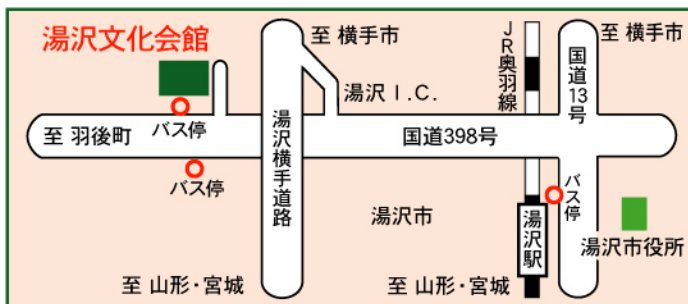 湯沢文化会館
至 横手市
JR奥羽線
国道13号
至 横手市
湯沢 I.C.
至 羽後町
バス停
湯沢横手道路
国道398号
バス停
バス停
湯沢市
湯沢駅
湯沢市役所
至 山形・宮城
至 山形・宮城